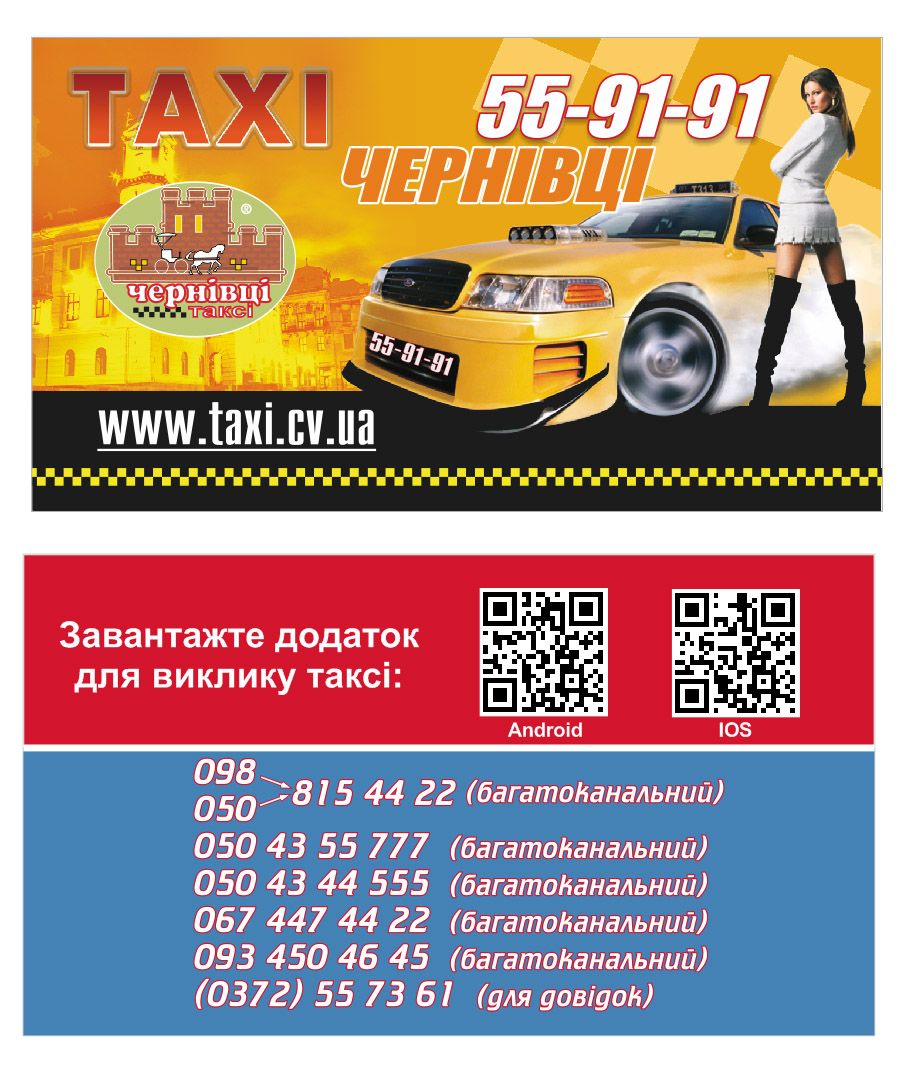 TAXI
55-91-91
ЧЕРНІВЦІ
T313
®
чернівці
таксі
55-91-91
www.taxi.cv.ua
Завантажте додаток
для виклику таксі:
Android
IOS
098
050
815 44 22 (багатоканальний)
050 43 55 777 (багатоканальний)
050 43 44 555 (багатоканальний)
067 447 44 22 (багатоканальний)
093 450 46 45 (багатоканальний)
(0372) 55 73 61 (для довідок)